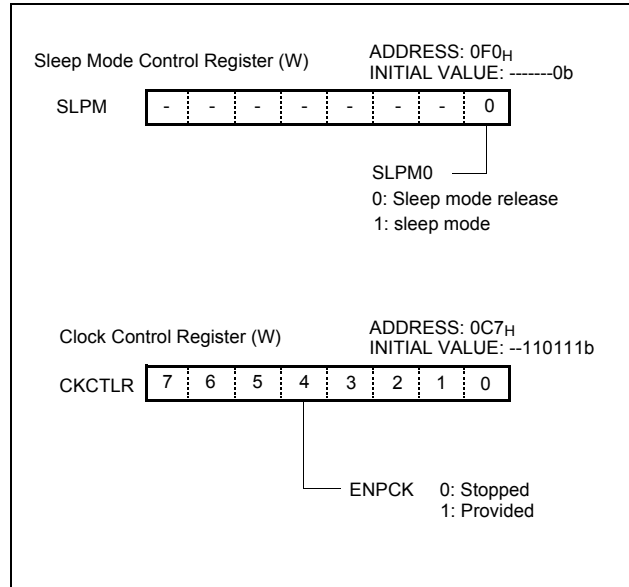 Sleep Mode Control Register (W)
ADDRESS: 0F0H
INITIAL VALUE: -------0b
SLPM - - - - - - - 0
SLPM0
0: Sleep mode release
1: sleep mode
Clock Control Register (W)
ADDRESS: 0C7H
INITIAL VALUE: --110111b
CKCTLR 7 6 5 4 3 2 1 0
ENPCK 0: Stopped
1: Provided